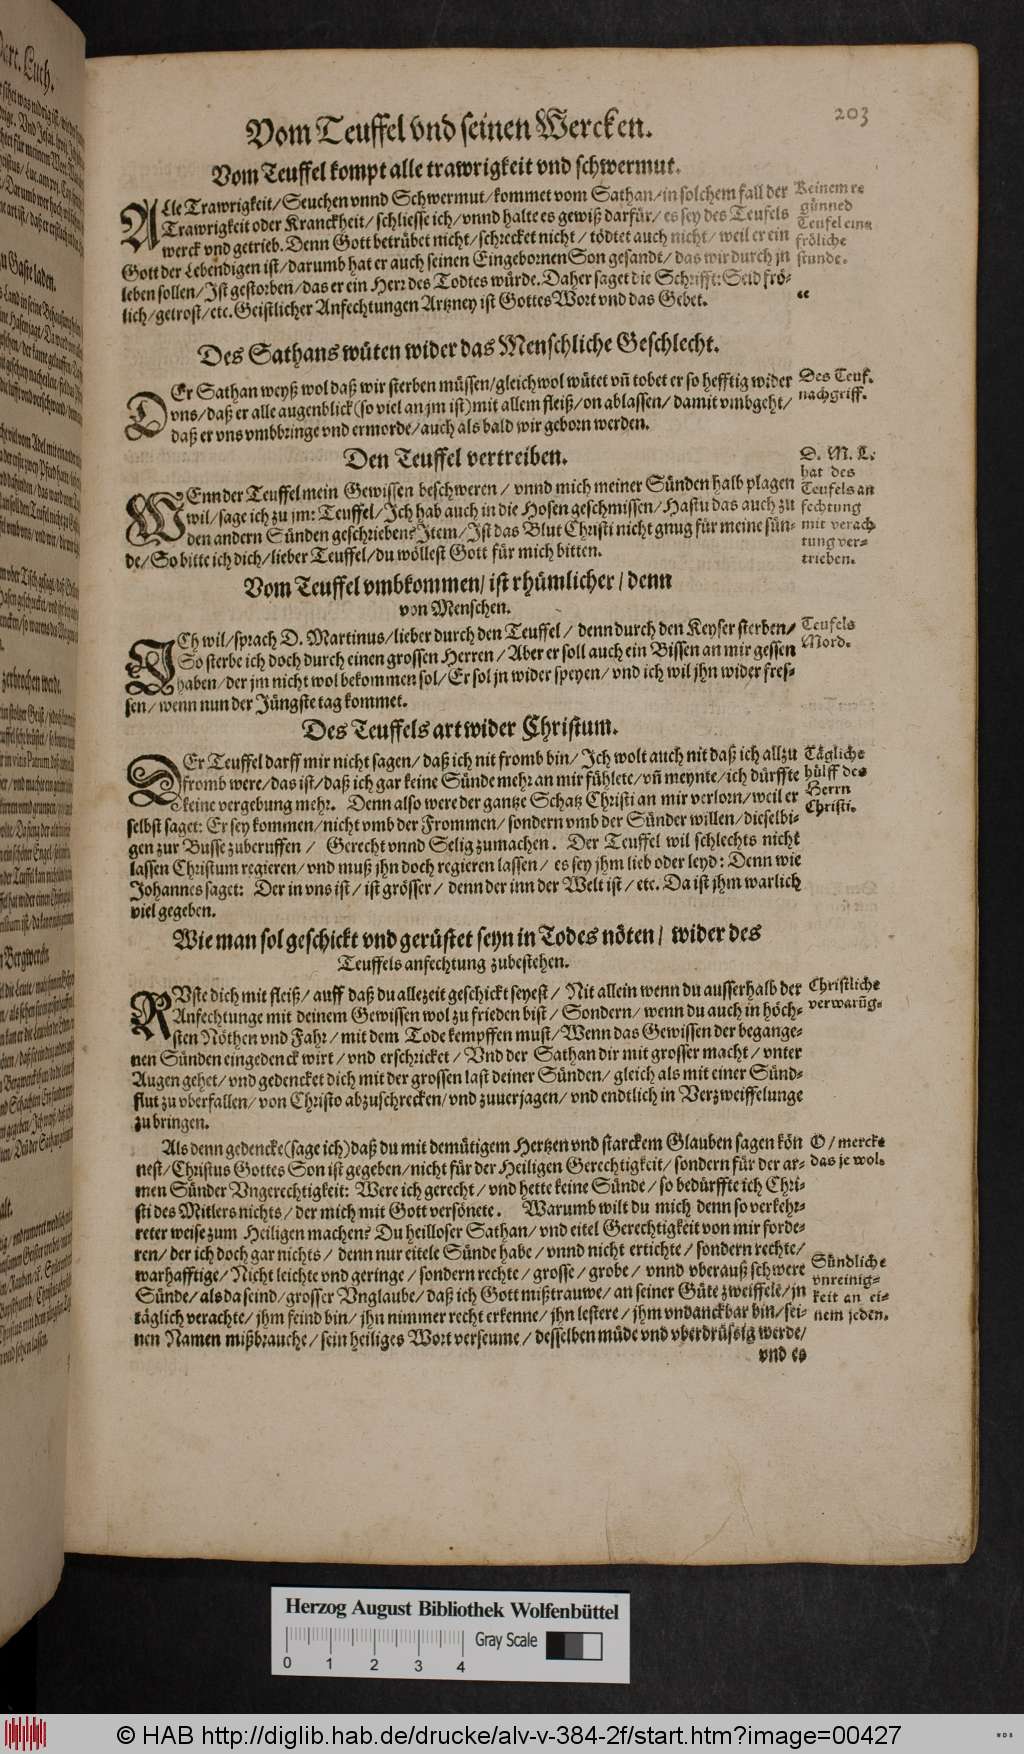 203
Vom Teuffel vnd seinen Wercken.
Vom Teuffel kompt alle trawrigkeit vnd schwermut.
ALle Trawrigkeit/Seuchen vnnd Schwermut/kommet vom Sathan/in solchem fall der
Trawrigkeit oder Kranckheit/schliesse ich/vnnd halte es gewiß darfür/es sey des Teufels
werck vnd getrieb. Denn Gott betrübet nicht/schrecket nicht/tödtet auch nicht/weil er ein
Gott der Lebendigen ist/darumb hat er auch seinen Eingebornen Son gesandt/das wir durch jn
leben sollen/Ist gestorben/das er ein Herr des Todtes würde. Daher saget die Schrifft: Seid frö-
lich/getrost/etc. Geistlicher Anfechtungen Artzney ist Gottes Wort vnd das Gebet.
Keinem re
günned
Teufel eine
fröliche
stunde.
Des Sathans wüten wider das Menschliche Geschlecht.
DEr Sathan weyß wol daß wir sterben müssen/gleichwol wütet vñ tobet er so hefftig wider
vns/daß er alle augenblick(so viel an jm ist)mit allem fleiß/on ablassen/damit vmbgeht/
daß er vns vmbbringe vnd ermorde/auch als bald wir geborn werden.
Des Teuf.
nachgriff.
Den Teuffel vertreiben.
WEnn der Teuffel mein Gewissen beschweren/vnnd mich meiner Sünden halb plagen
wil/sage ich zu jm: Teuffel/Ich hab auch in die Hosen geschmissen/Hastu das auch zu
den andern Sünden geschrieben? Item/Ist das Blut Christi nicht gnug für meine sün-
de/So bitte ich dich/lieber Teuffel/du wöllest Gott für mich bitten.
D. M. L.
hat des
Teufels an
fechtung
mit verach
tung ver-
trieben.
Vom Teuffel vmbkommen/ist rhümlicher/denn
von Menschen.
ICh wil/sprach D. Martinus/lieber durch den Teuffel/denn durch den Keyser sterben/
So sterbe ich doch durch einen grossen Herren/Aber er soll auch ein Bissen an mir gessen
haben/der jm nicht wol bekommen sol/Er sol jn wider speyen/vnd ich wil jhn wider fres-
sen/wenn nun der Jüngste tag kommet.
Teufels
Mord.
Des Teuffels art wider Christum.
DEr Teuffel darff mir nicht sagen/daß ich nit fromb bin/Ich wolt auch nit daß ich allzu
fromb were/das ist/daß ich gar keine Sünde mehr an mir fühlete/vñ meynte/ich dürffte
keine vergebung mehr. Denn also were der gantze Schatz Christi an mir verlorn/weil er
selbst saget: Er sey kommen/nicht vmb der Frommen/sondern vmb der Sünder willen/dieselbi-
gen zur Busse zuberuffen/Gerecht vnnd Selig zumachen. Der Teuffel wil schlechts nicht
lassen Christum regieren/vnd muß jhn doch regieren lassen/es sey jhm lieb oder leyd: Denn wie
Johannes saget: Der in vns ist/ist grösser/denn der inn der Welt ist/etc. Da ist jhm warlich
viel gegeben.
Tägliche
hülff des
Herrn
Christi.
Wie man sol geschickt vnd gerüstet seyn in Todes nöten/wider des
Teuffels anfechtung zubestehen.
RVste dich mit fleiß/auff daß du allezeit geschickt seyest/Nit allein wenn du ausserhalb der
Anfechtunge mit deinem Gewissen wol zu frieden bist/Sondern/wenn du auch in höch-
sten Nöthen vnd Fahr/mit dem Tode kempffen must/Wenn das Gewissen der begange-
nen Sünden eingedenck wirt/vnd erschricket/Vnd der Sathan dir mit grosser macht/vnter
Augen gehet/vnd gedencket dich mit der grossen last deiner Sünden/gleich als mit einer Sünd-
flut zu vberfallen/von Christo abzuschrecken/vnd zuuerjagen/vnd endtlich in Verzweiffelunge
zu bringen.
Christliche
verwarũg.
Als denn gedencke(sage ich)daß du mit demütigem Hertzen vnd starckem Glauben sagen kön
nest/Christus Gottes Son ist gegeben/nicht für der Heiligen Gerechtigkeit/sondern für der ar-
men Sünder Vngerechtigkeit: Were ich gerecht/vnd hette keine Sünde/so bedürffte ich Chri-
sti des Mitlers nichts/der mich mit Gott versönete. Warumb wilt du mich denn so verkehr-
reter weise zum Heiligen machen? Du heilloser Sathan/vnd eitel Gerechtigkeit von mir forde-
ren/der ich doch gar nichts/denn nur eitele Sünde habe/vnnd nicht ertichte/sondern rechte/
warhafftige/Nicht leichte vnd geringe/sondern rechte/grosse/grobe/vnnd vberauß schwere
Sünde/als da seind/grosser Vnglaube/daß ich Gott mißtrauwe/an seiner Güte zweiffele/jn
täglich verachte/jhm feind bin/jhn nimmer recht erkenne/jhn lestere/jhm vndanckbar bin/sei-
nen Namen mißbrauche/sein heiliges Wort verseume/desselben müde vnd vberdrüssig werde/
vnd es
O/mercke
das je wol.
Sündliche
vnreinig-
keit an ei-
nem jeden.
Herzog August Bibliothek Wolfenbüttel
Gray Scale
0 1 2 3 4
© HAB http://diglib.hab.de/drucke/alv-v-384-2f/start.htm?image=00427